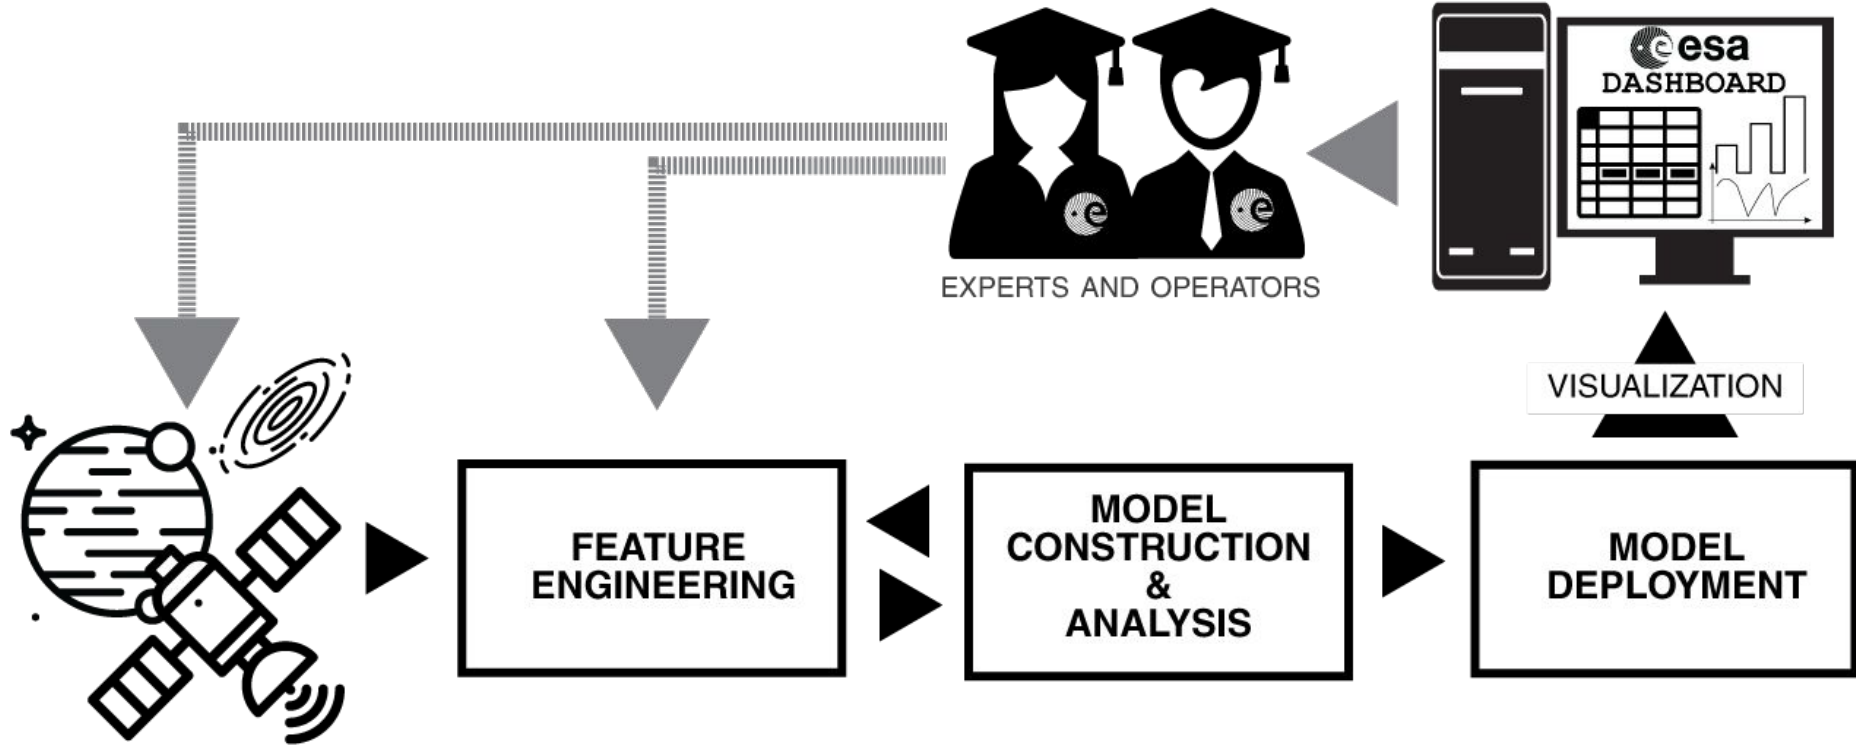 esa
DASHBOARD
e
e
EXPERTS AND OPERATORS
VISUALIZATION
FEATURE
ENGINEERING
MODEL
CONSTRUCTION
&
ANALYSIS
MODEL
DEPLOYMENT